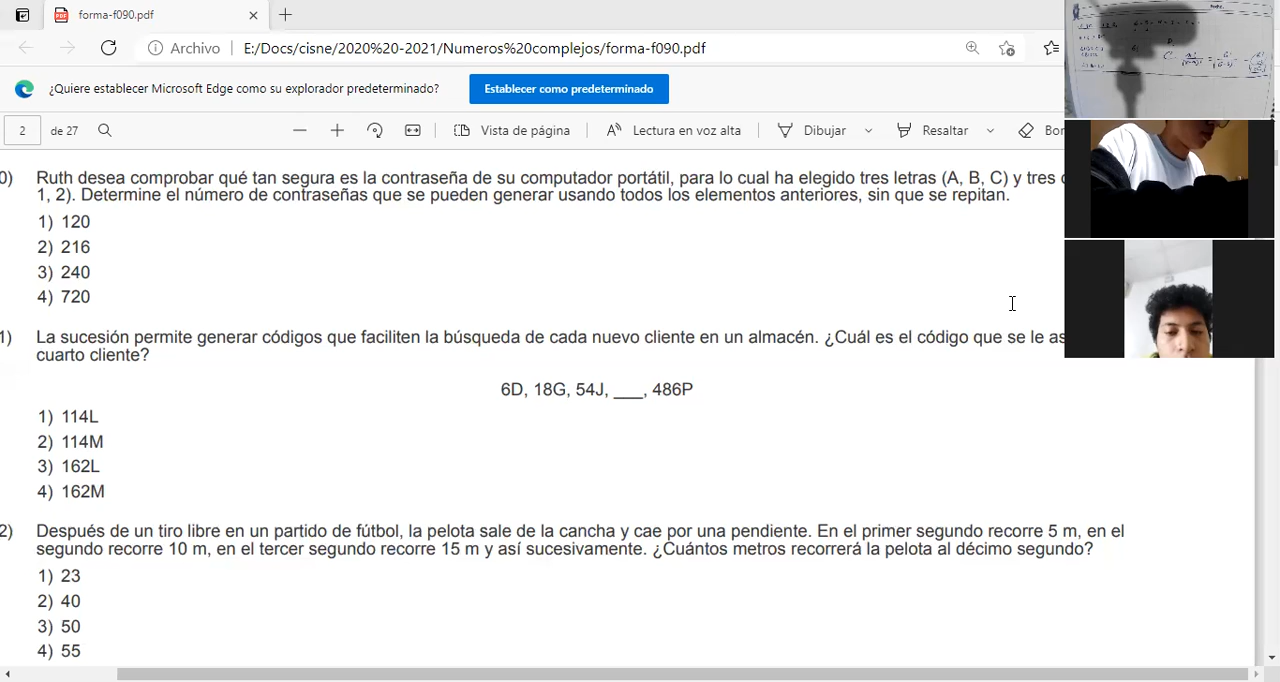 forma-f090.pdf
Archivo
E:/Docs/cisne/2020%20-2021/Numeros%20complejos/forma-f090.pdf
¿Quiere establecer Microsoft Edge como su explorador predeterminado?
Establecer como predeterminado
2 de 27
Vista de página
Lectura en voz alta
Dibujar
Resaltar
Bor
0) Ruth desea comprobar qué tan segura es la contraseña de su computador portátil, para lo cual ha elegido tres letras (A, B, C) y tres
1, 2). Determine el número de contraseñas que se pueden generar usando todos los elementos anteriores, sin que se repitan.
1) 120
2) 216
3) 240
4) 720
1) La sucesión permite generar códigos que faciliten la búsqueda de cada nuevo cliente en un almacén. ¿Cuál es el código que se le as
cuarto cliente?
6D, 18G, 54J, ___, 486P
1) 114L
2) 114M
3) 162L
4) 162M
2) Después de un tiro libre en un partido de fútbol, la pelota sale de la cancha y cae por una pendiente. En el primer segundo recorre 5 m, en el
segundo recorre 10 m, en el tercer segundo recorre 15 m y así sucesivamente. ¿Cuántos metros recorrerá la pelota al décimo segundo?
1) 23
2) 40
3) 50
4) 55